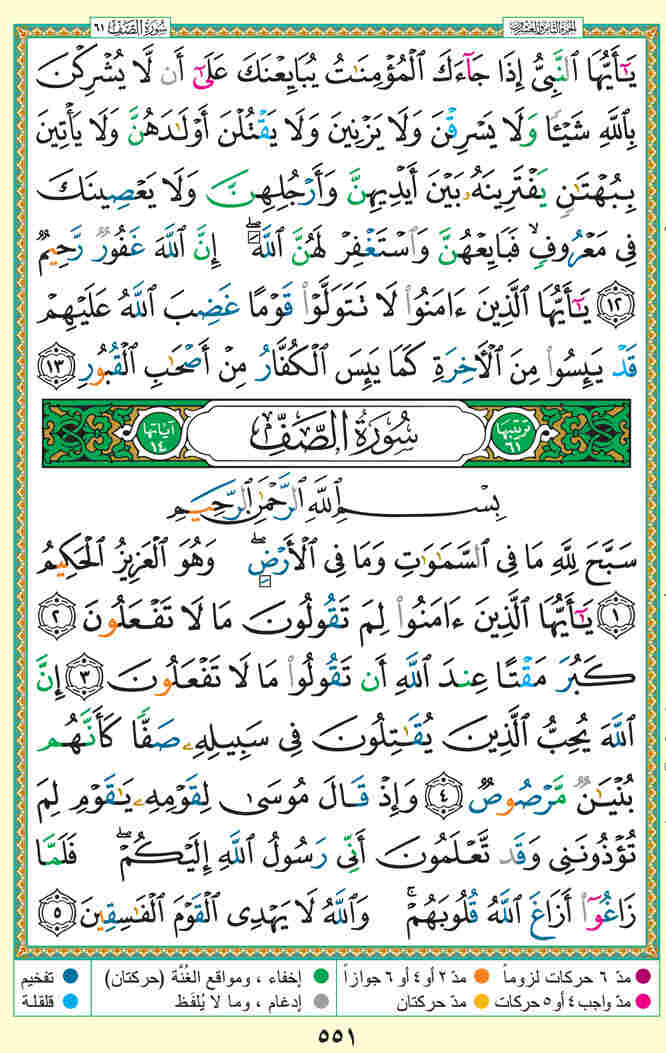 الجزء الثامن والعشرون سورة الصف ٦١
يَـٰٓأَيُّهَا ٱلنَّبِىُّ إِذَا جَآءَكَ ٱلْمُؤْمِنَـٰتُ يُبَايِعْنَكَ عَلَىٰٓ أَن لَّا يُشْرِكْنَ
بِٱللَّهِ شَيْـًٔا وَلَا يَسْرِقْنَ وَلَا يَزْنِينَ وَلَا يَقْتُلْنَ أَوْلَـٰدَهُنَّ وَلَا يَأْتِينَ
بِبُهْتَـٰنٍ يَفْتَرِينَهُۥ بَيْنَ أَيْدِيهِنَّ وَأَرْجُلِهِنَّ وَلَا يَعْصِينَكَ
فِى مَعْرُوفٍ ۙ فَبَايِعْهُنَّ وَٱسْتَغْفِرْ لَهُنَّ ٱللَّهَ ۖ إِنَّ ٱللَّهَ غَفُورٌ رَّحِيمٌ
١٢ يَـٰٓأَيُّهَا ٱلَّذِينَ ءَامَنُوا۟ لَا تَتَوَلَّوْا۟ قَوْمًا غَضِبَ ٱللَّهُ عَلَيْهِمْ
قَدْ يَئِسُوا۟ مِنَ ٱلْـَٔاخِرَةِ كَمَا يَئِسَ ٱلْكُفَّارُ مِنْ أَصْحَـٰبِ ٱلْقُبُورِ ١٣
ترتيبها ٦١ سُورَةُ الصَّفِّ آياتها ١٤
بِسْمِ ٱللَّهِ ٱلرَّحْمَـٰنِ ٱلرَّحِيمِ
سَبَّحَ لِلَّهِ مَا فِى ٱلسَّمَـٰوَٰتِ وَمَا فِى ٱلْأَرْضِ ۖ وَهُوَ ٱلْعَزِيزُ ٱلْحَكِيمُ
١ يَـٰٓأَيُّهَا ٱلَّذِينَ ءَامَنُوا۟ لِمَ تَقُولُونَ مَا لَا تَفْعَلُونَ ٢
كَبُرَ مَقْتًا عِندَ ٱللَّهِ أَن تَقُولُوا۟ مَا لَا تَفْعَلُونَ ٣ إِنَّ
ٱللَّهَ يُحِبُّ ٱلَّذِينَ يُقَـٰتِلُونَ فِى سَبِيلِهِۦ صَفًّا كَأَنَّهُم
بُنْيَـٰنٌ مَّرْصُوصٌ ٤ وَإِذْ قَالَ مُوسَىٰ لِقَوْمِهِۦ يَـٰقَوْمِ لِمَ
تُؤْذُونَنِى وَقَد تَّعْلَمُونَ أَنِّى رَسُولُ ٱللَّهِ إِلَيْكُمْ ۖ فَلَمَّا
زَاغُوٓا۟ أَزَاغَ ٱللَّهُ قُلُوبَهُمْ ۚ وَٱللَّهُ لَا يَهْدِى ٱلْقَوْمَ ٱلْفَـٰسِقِينَ ٥
مدّ ٦ حركات لزوماً مدّ ٢ أو ٤ أو ٦ جوازاً إخفاء ، ومواقع الغُنَّة (حركتان) تفخيم
مدّ واجب ٤ أو ٥ حركات مدّ حركتان إدغام ، وما لا يُلفَظ قلقلة
٥٥١